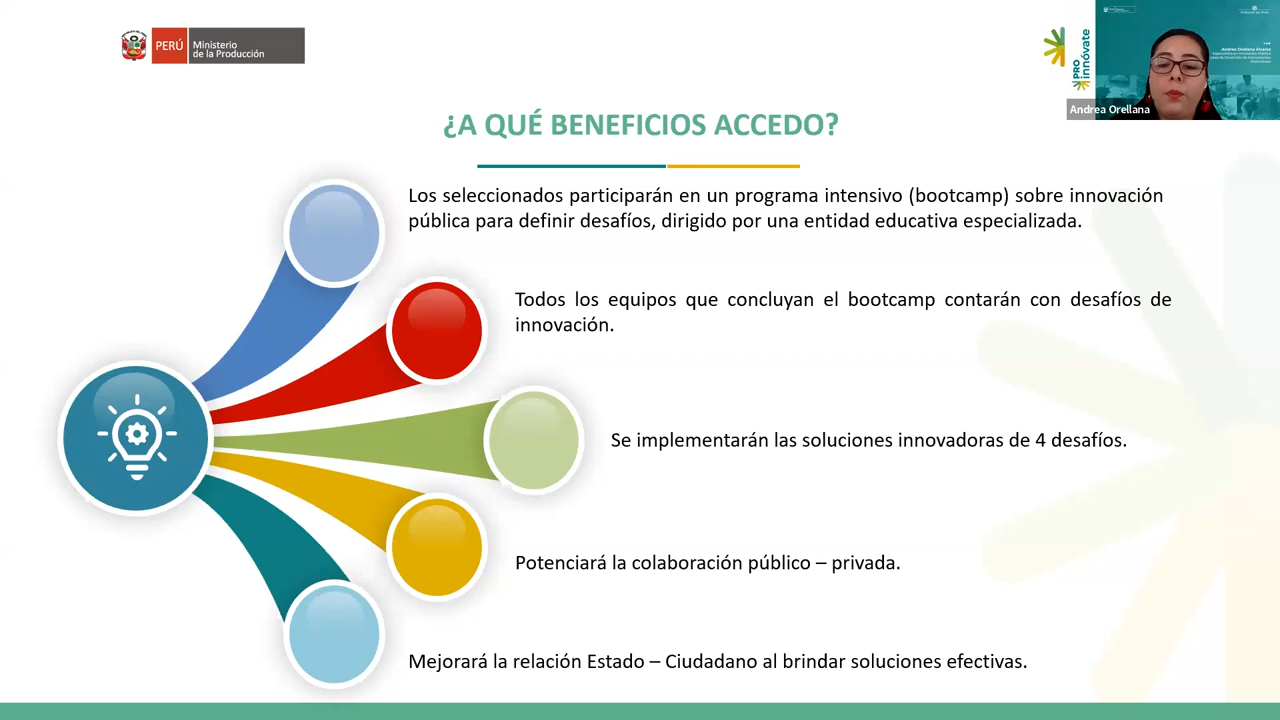 PERÚ
Ministerio
de la Producción
PRO
innóvate
Andrea Orellana Álvarez
Andrea Orellana
¿A QUÉ BENEFICIOS ACCEDO?
Los seleccionados participarán en un programa intensivo (bootcamp) sobre innovación
pública para definir desafíos, dirigido por una entidad educativa especializada.
Todos los equipos que concluyan el bootcamp contarán con desafíos de
innovación.
Se implementarán las soluciones innovadoras de 4 desafíos.
Potenciará la colaboración público – privada.
Mejorará la relación Estado – Ciudadano al brindar soluciones efectivas.